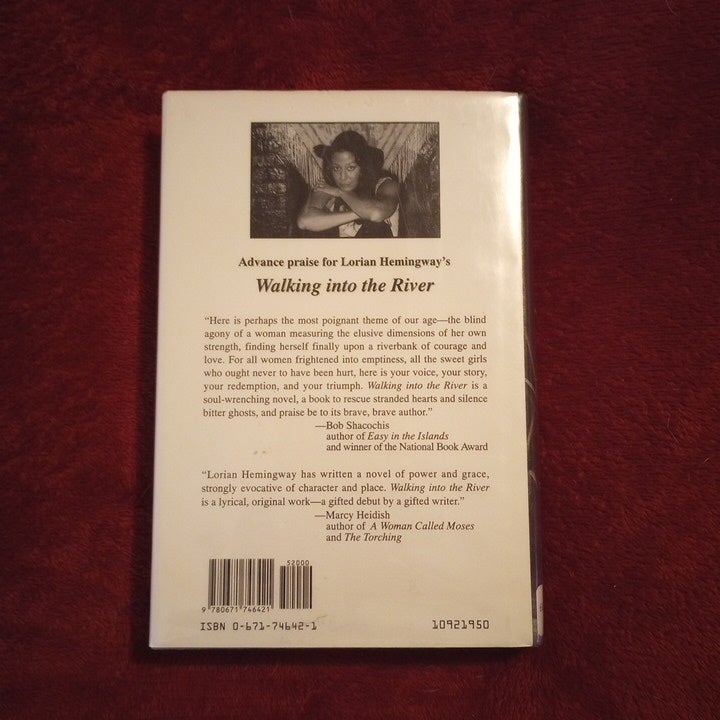 Advance praise for Lorian Hemingway's
Walking into the River
"Here is perhaps the most poignant theme of our age—the blind
agony of a woman measuring the elusive dimensions of her own
strength, finding herself finally upon a riverbank of courage and
love. For all women frightened into emptiness, all the sweet girls
who ought never to have been hurt, here is your voice, your story,
your redemption, and your triumph. Walking into the River is a
soul-wrenching novel, a book to rescue stranded hearts and silence
bitter ghosts, and praise be to its brave, brave author."
—Bob Shacochis
author of Easy in the Islands
and winner of the National Book Award
"Lorian Hemingway has written a novel of power and grace,
strongly evocative of character and place. Walking into the River
is a lyrical, original work—a gifted debut by a gifted writer."
—Marcy Heidish
author of A Woman Called Moses
and The Torching
52000
9 780671 746421
ISBN 0-671-74642-1
10921950